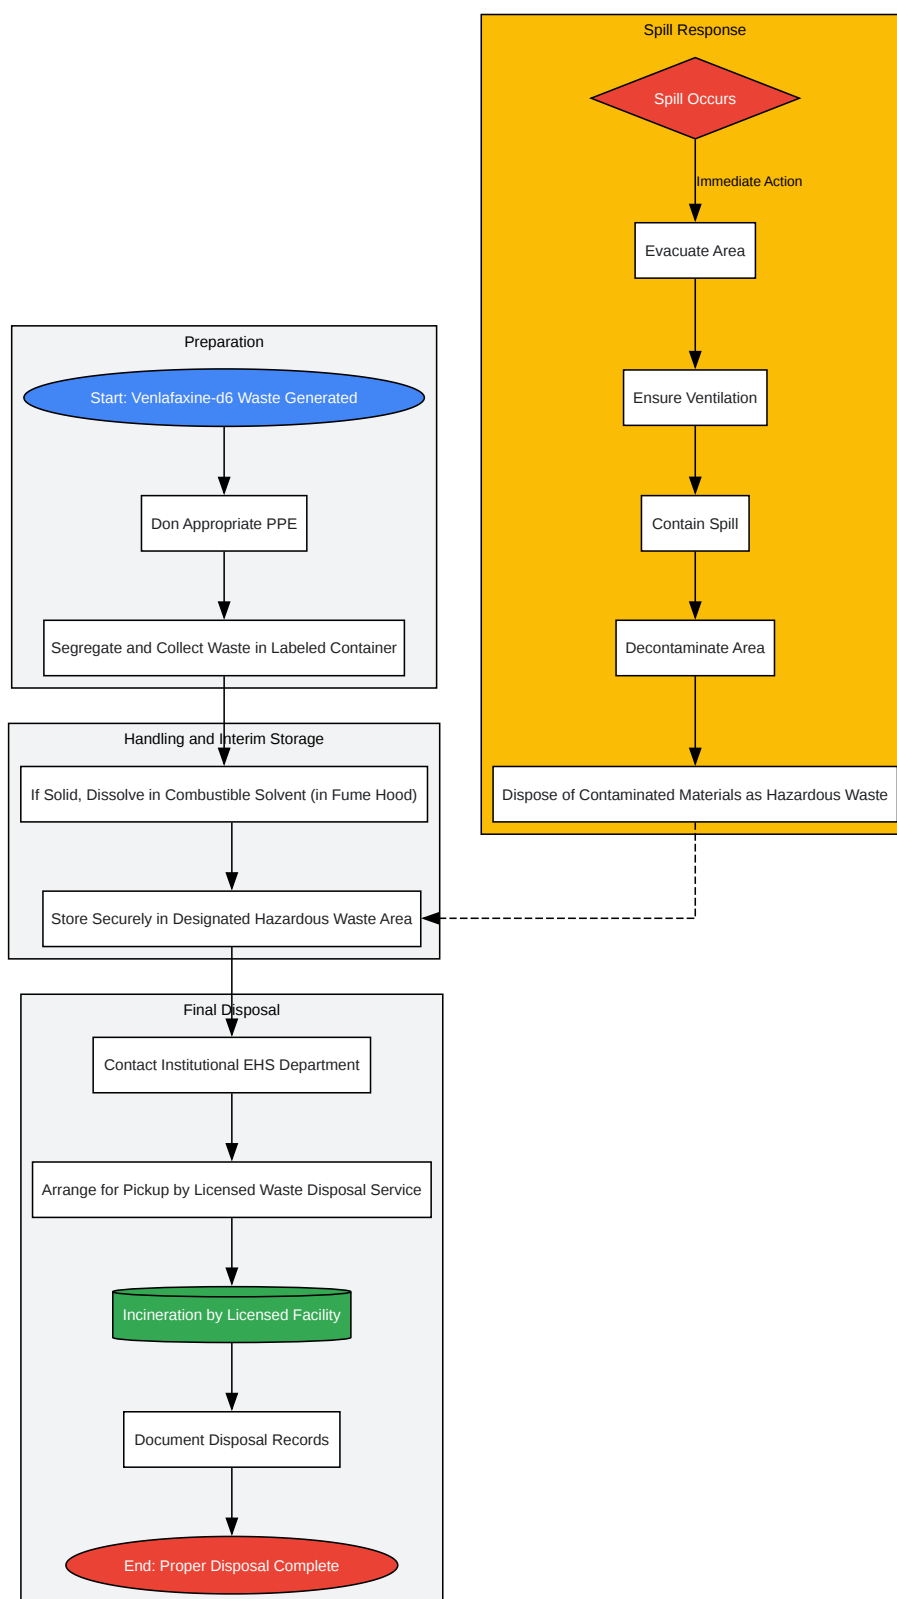 Spill Response
Spill Occurs
Immediate Action
Evacuate Area
Ensure Ventilation
Contain Spill
Decontaminate Area
Dispose of Contaminated Materials as Hazardous Waste
Preparation
Start: Venlafaxine-d6 Waste Generated
Don Appropriate PPE
Segregate and Collect Waste in Labeled Container
Handling and Interim Storage
If Solid, Dissolve in Combustible Solvent (in Fume Hood)
Store Securely in Designated Hazardous Waste Area
Final Disposal
Contact Institutional EHS Department
Arrange for Pickup by Licensed Waste Disposal Service
Incineration by Licensed Facility
Document Disposal Records
End: Proper Disposal Complete